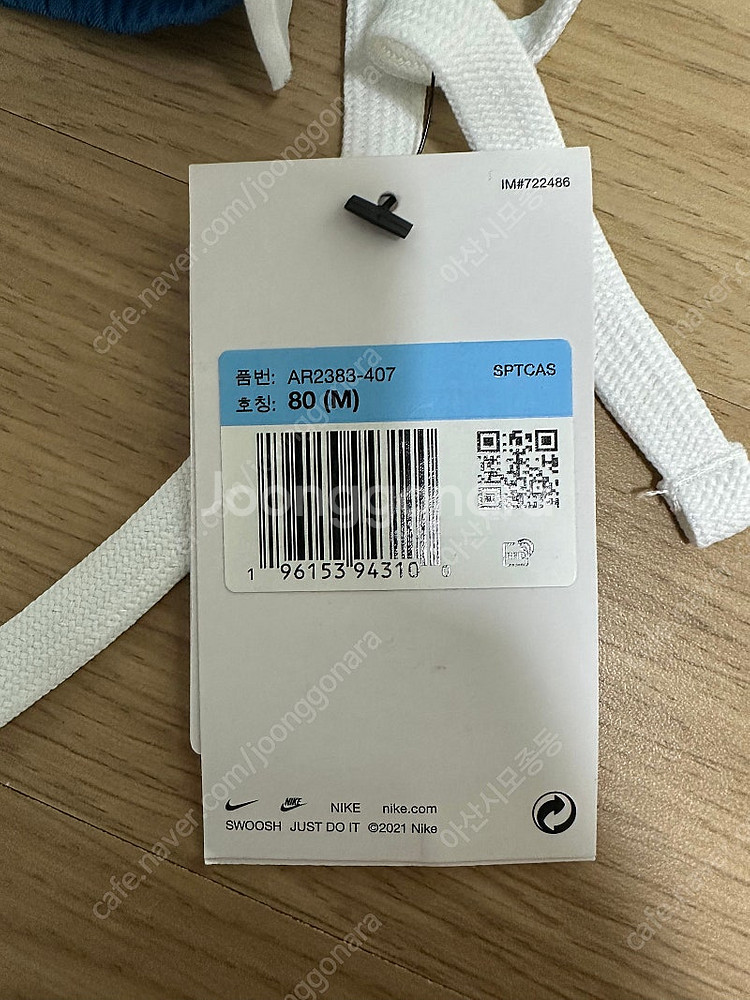 IM#722486
품번: AR2383-407 SPTCAS
호칭: 80 (M)
Joonggonara
1 96153 94310 6
NIKE NIKE nike.com
SWOOSH JUST DO IT ©2021 Nike
cafe.naver.com/joonggonara
아산시모종동